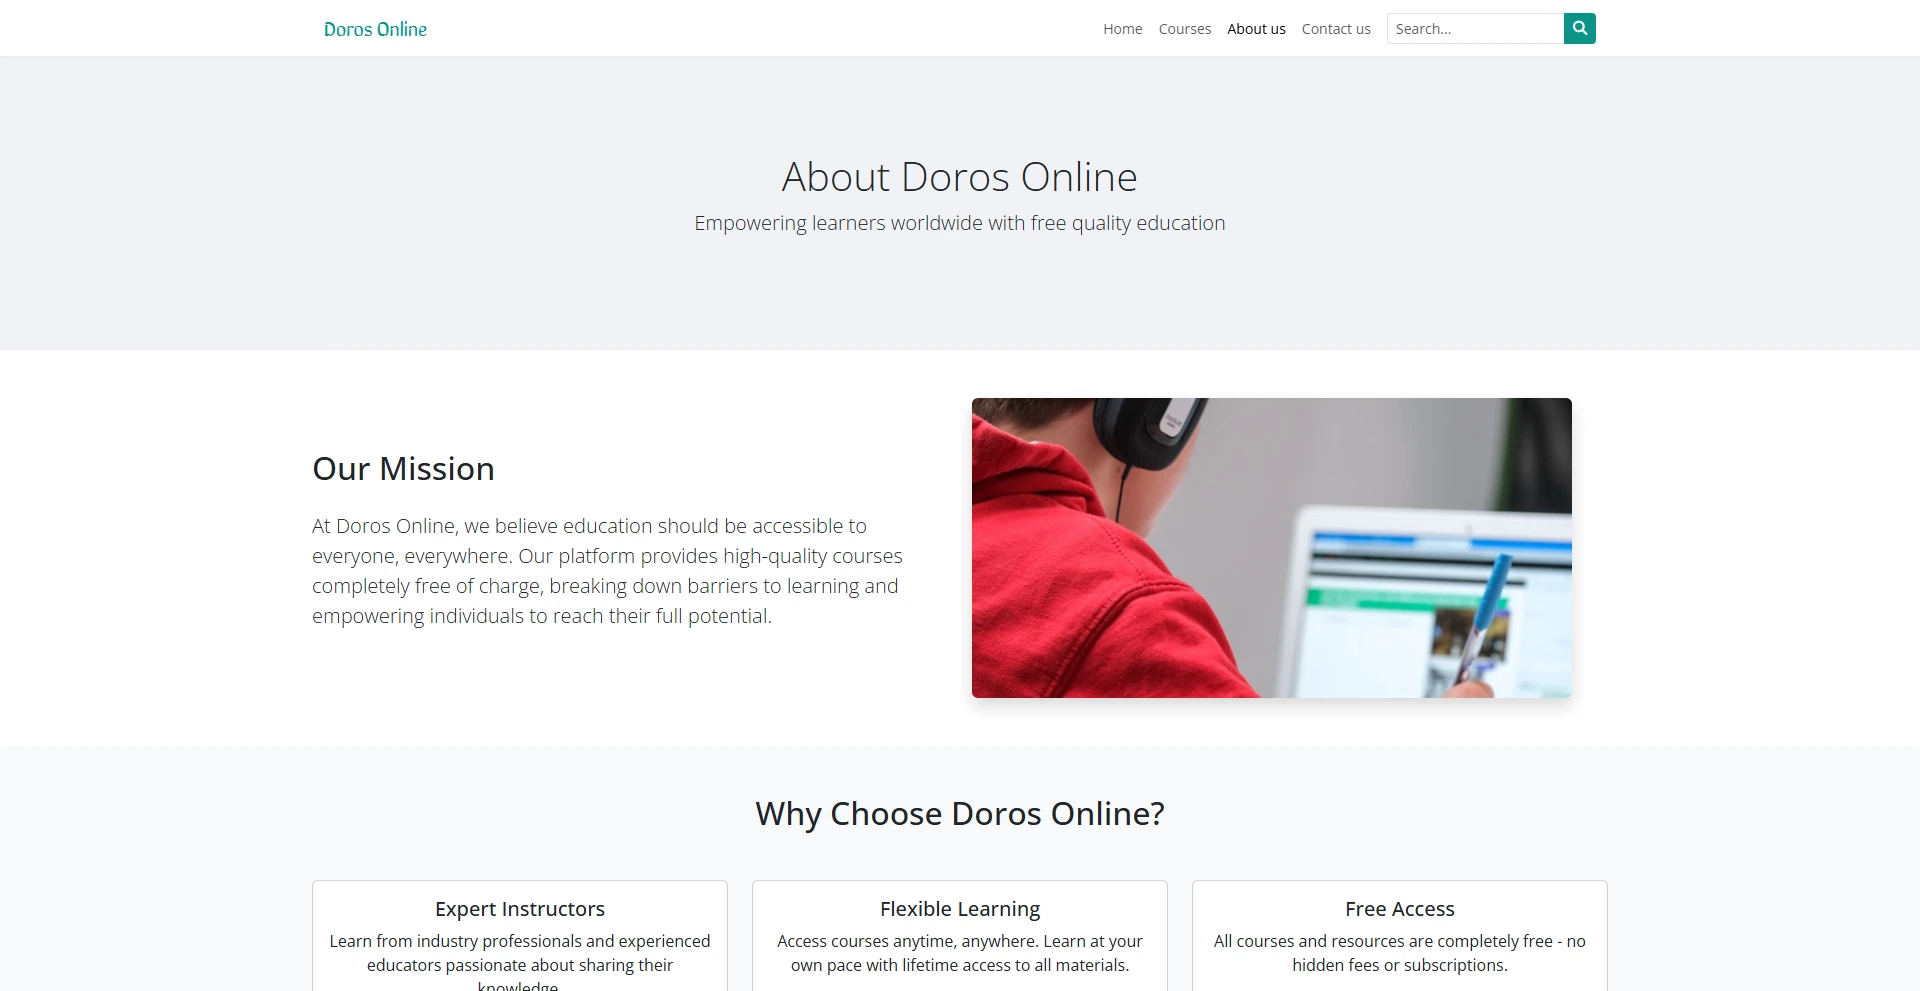 Doros Online
Home
Courses
About us
Contact us
Search...
About Doros Online
Empowering learners worldwide with free quality education
Our Mission
At Doros Online, we believe education should be accessible to
everyone, everywhere. Our platform provides high-quality courses
completely free of charge, breaking down barriers to learning and
empowering individuals to reach their full potential.
Why Choose Doros Online?
Expert Instructors
Learn from industry professionals and experienced
educators passionate about sharing their
knowledge.
Flexible Learning
Access courses anytime, anywhere. Learn at your
own pace with lifetime access to all materials.
Free Access
All courses and resources are completely free - no
hidden fees or subscriptions.